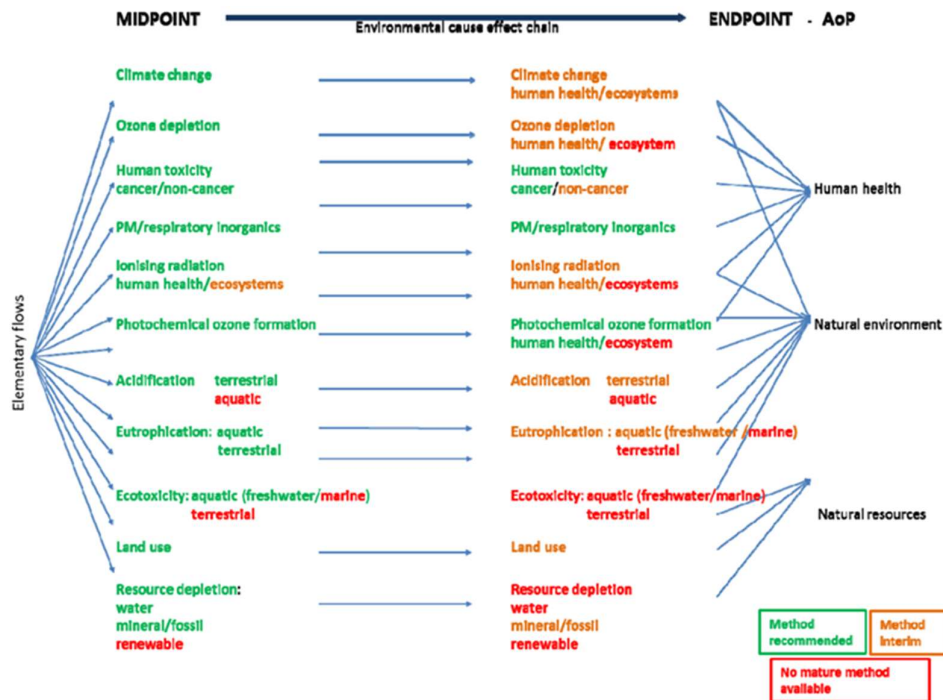 MIDPOINT
ENDPOINT - AoP
Environmental cause effect chain
Elementary flows
Climate change
Ozone depletion
Human toxicity
cancer/non-cancer
PM/respiratory inorganics
Ionising radiation
human health/ecosystems
Photochemical ozone formation
Acidification terrestrial
aquatic
Eutrophication: aquatic
terrestrial
Ecotoxicity: aquatic (freshwater/marine)
terrestrial
Land use
Resource depletion:
water
mineral/fossil
renewable
Climate change
human health/ecosystems
Ozone depletion
human health/ ecosystem
Human toxicity
cancer/non-cancer
PM/respiratory inorganics
Ionising radiation
human health/ecosystems
Photochemical ozone formation
human health/ecosystem
Acidification terrestrial
aquatic
Eutrophication : aquatic (freshwater /marine)
terrestrial
Ecotoxicity: aquatic (freshwater/marine)
terrestrial
Land use
Resource depletion
water
mineral/fossil
renewable
Human health
Natural environment
Natural resources
Method
recommended
Method
interim
No mature method
available